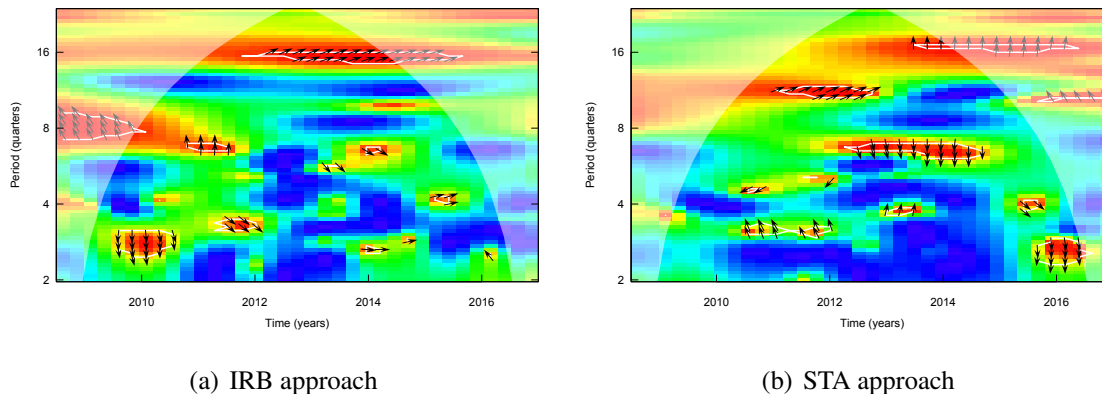 16
8
4
2
Period (quarters)
2010 2012 2014 2016
Time (years)
(a) IRB approach
16
8
4
2
Period (quarters)
2010 2012 2014 2016
Time (years)
(b) STA approach